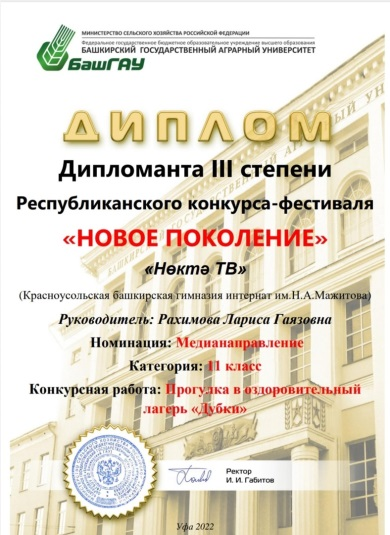 МИНИСТЕРСТВО СЕЛЬСКОГО ХОЗЯЙСТВА РОССИЙСКОЙ ФЕДЕРАЦИИ
Федеральное государственное бюджетное образовательное учреждение высшего образования
БАШКИРСКИЙ ГОСУДАРСТВЕННЫЙ АГРАРНЫЙ УНИВЕРСИТЕТ
БашГАУ
ДИПЛОМ
Дипломанта III степени
Республиканского конкурса-фестиваля
«НОВОЕ ПОКОЛЕНИЕ»
«Нөктә ТВ»
(Красноусольская башкирская гимназия интернат им.Н.А.Мажитова)
Руководитель: Рахимова Лариса Гаязовна
Номинация: Медианаправление
Категория: 11 класс
Конкурсная работа: Прогулка в оздоровительный
лагерь «Дубки»
Ректор
И. И. Габитов
Уфа 2022